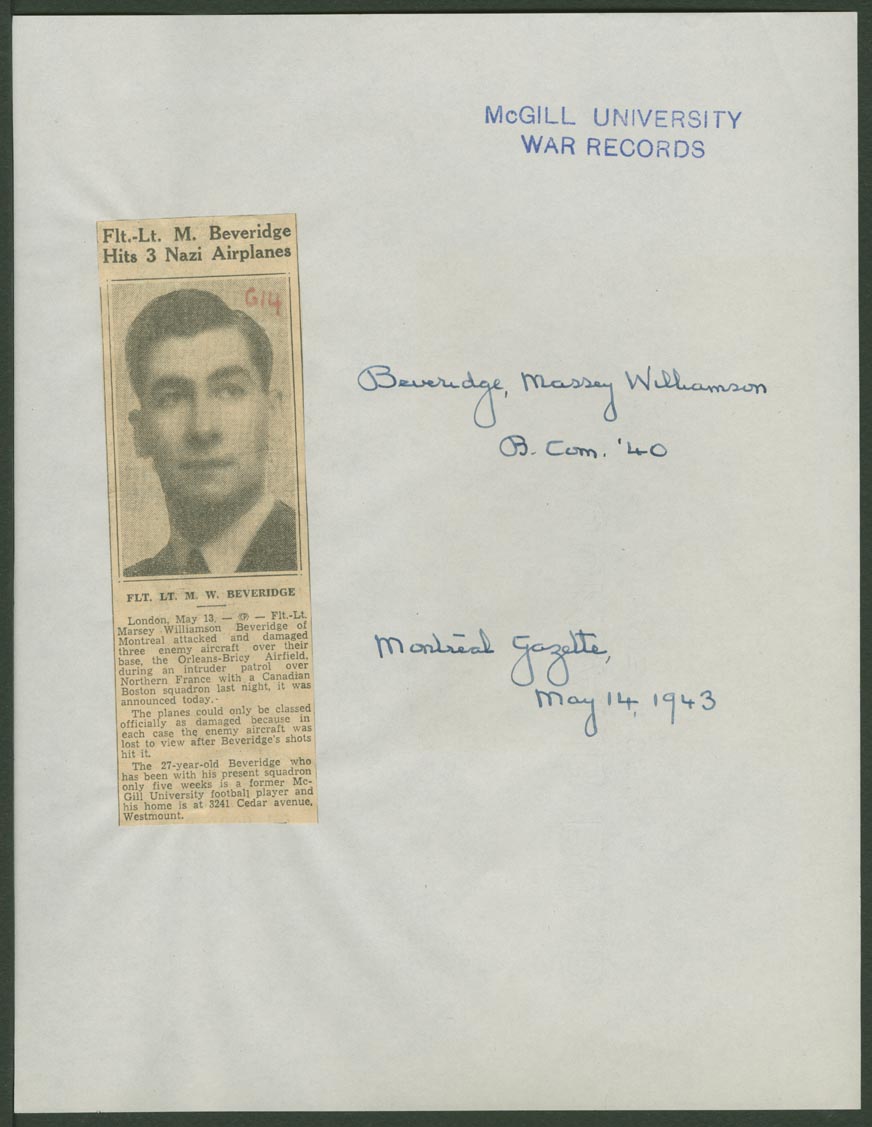 McGILL UNIVERSITY
WAR RECORDS
Flt.-Lt. M. Beveridge
Hits 3 Nazi Airplanes
G14
FLT. LT. M. W. BEVERIDGE
London, May 13, — CP — Flt.-Lt.
Marsey Williamson Beveridge of
Montreal attacked and damaged
three enemy aircraft over their
base, the Orleans-Bricy Airfield,
during an intruder patrol over
Northern France with a Canadian
Boston squadron last night, it was
announced today.
The planes could only be classed
officially as damaged because in
each case the enemy aircraft was
lost to view after Beveridge's shots
hit it.
The 27-year-old Beveridge who
has been with his present squadron
only five weeks is a former Mc-
Gill University football player and
his home is at 3241 Cedar avenue,
Westmount.
Beveridge, Massey Williamson
B. Com. '40
Montreal Gazette,
May 14, 1943